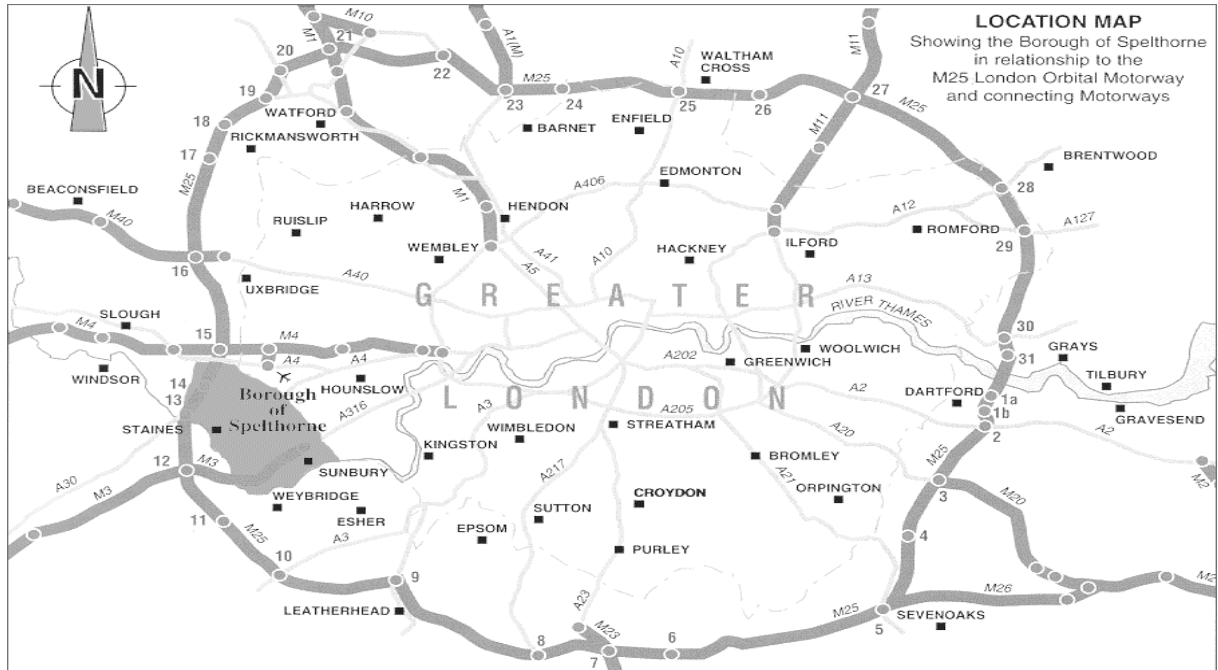 LOCATION MAP
Showing the Borough of Spelthorne
in relationship to the
M25 London Orbital Motorway
and connecting Motorways
N
M10
M1
21
20
22
A1(M)
M25
23
24
A10
WALTHAM
CROSS
25
26
M11
27
M25
19
WATFORD
18
RICKMANSWORTH
17
M25
BARNET
ENFIELD
M11
BRENTWOOD
28
BEACONSFIELD
M40
EDMONTON
A406
M1
HARROW
HENDON
RUISLIP
A12
A127
ROMFORD
29
WEMBLEY
A41
A5
A10
HACKNEY
ILFORD
16
A40
UXBRIDGE
A13
GREATER
RIVER THAMES
SLOUGH
M4
15
M4
A4
A4
30
31
GRAYS
WOOLWICH
GREENWICH
A202
WINDSOR
14
13
HOUNSLOW
Borough
of
Spelthorne
A316
LONDON
A3
A205
A2
DARTFORD
1a
1b
2
TILBURY
GRAVESEND
A2
STAINES
WIMBLEDON
STREATHAM
A20
KINGSTON
BROMLEY
M25
12
M3
SUNBURY
A30
M3
A217
A21
ORPINGTON
3
M20
M2
WEYBRIDGE
ESHER
CROYDON
SUTTON
11
M25
EPSOM
A3
PURLEY
4
10
9
LEATHERHEAD
A23
M23
M25
M26
5
SEVENOAKS
8
7
6